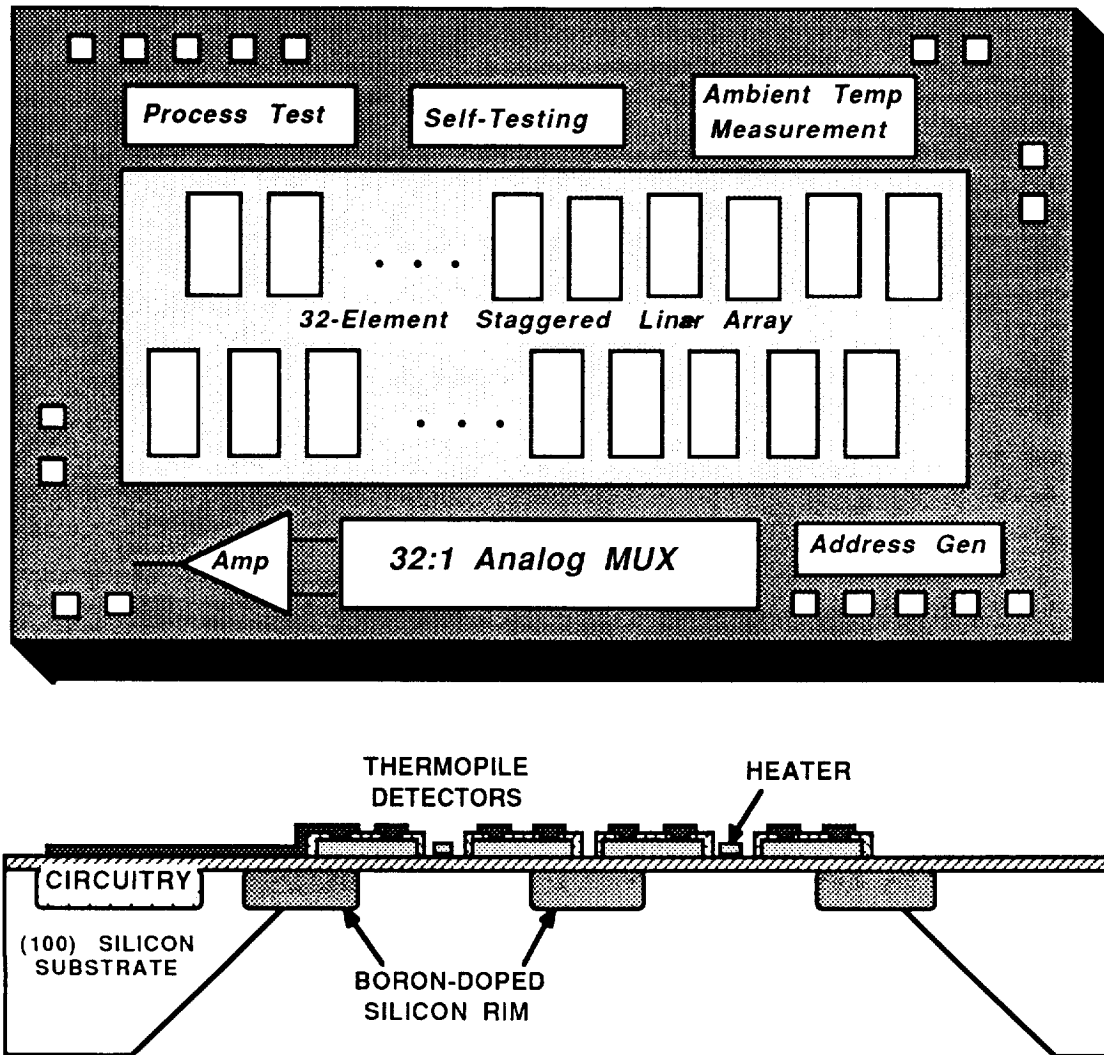 Process Test
Self-Testing
Ambient Temp
Measurement
. . .
32-Element Staggered Linar Array
. . .
Amp
32:1 Analog MUX
Address Gen
THERMOPILE
DETECTORS
HEATER
CIRCUITRY
(100) SILICON
SUBSTRATE
BORON-DOPED
SILICON RIM